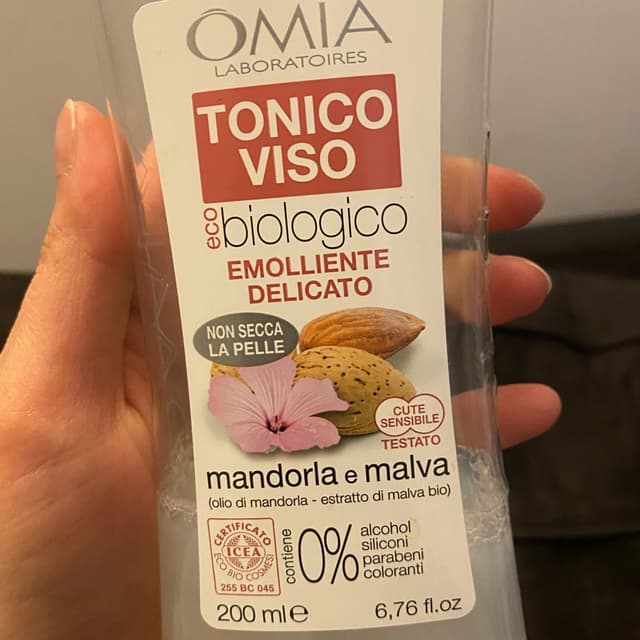 ÔMIA
LABORATOIRES
TONICO
VISO
eco biologico
EMOLLIENTE
DELICATO
NON SECCA
LA PELLE
CUTE
SENSIBILE
TESTATO
mandorla e malva
(olio di mandorla - estratto di malva bio)
CERTIFICATO
ICEA
ECO BIO COSMESI
255 BC 045
contiene
0%
alcohol
siliconi
parabeni
coloranti
200 ml e
6,76 fl.oz